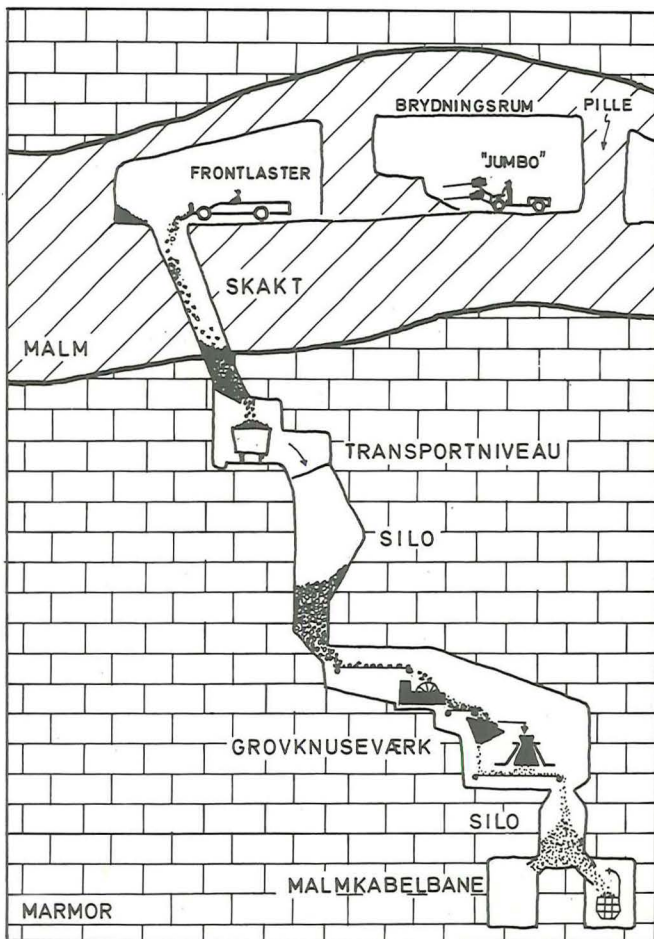 BRYDNINGSRUM
PILLE
FRONTLASTER
"JUMBO"
SKAKT
MALM
TRANSPORTNIVEAU
SILO
GROVKNUSEVÆRK
SILO
MALMKABELBANE
MARMOR